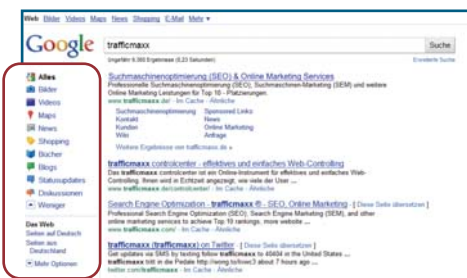 Web Bilder Videos Maps News Shopping E-Mail Mehr ▾
Google
trafficmaxx
Suche
Ungefähr 9.360 Ergebnisse (0,23 Sekunden)
Erweiterte Suche
Alles
Bilder
Videos
Maps
News
Shopping
Bücher
Blogs
Statusupdates
Diskussionen
Weniger
Das Web
Seiten auf Deutsch
Seiten aus
Deutschland
Mehr Optionen
Suchmaschinenoptimierung (SEO) & Online Marketing Services
Professionelle Suchmaschinenoptimierung (SEO), Suchmaschinen-Marketing (SEM) und weitere
Online Marketing Leistungen für Top 10 - Platzierungen.
www.trafficmaxx.de/ - Im Cache - Ähnliche
Suchmaschinenoptimierung Sponsored Links
Kontakt News
Kunden Online Marketing
Wiki Anfrage
Weitere Ergebnisse von trafficmaxx.de »
trafficmaxx controlcenter - effektives und einfaches Web-Controlling
Das trafficmaxx controlcenter ist ein Online-Instrument für effektives und einfaches Web-
Controlling. Ihnen wird in Echtzeit angezeigt, wie viele der User ...
www.trafficmaxx.de/controlcenter/ - Im Cache - Ähnliche
Search Engine Optimization - trafficmaxx ® - SEO, Online Marketing - [ Diese Seite übersetzen ]
Professional Search Engine Optimization (SEO), Search Engine Marketing (SEM), and other
online marketing services to achieve Top 10 rankings, more website ...
www.trafficmaxx.com/ - Im Cache - Ähnliche
trafficmaxx (trafficmaxx) on Twitter - [ Diese Seite übersetzen ]
Get updates via SMS by texting follow trafficmaxx to 40404 in the United States ...
trafficmaxx tritt in die Pedale about 7 hours ago ...
twitter.com/trafficmaxx - Im Cache - Ähnliche